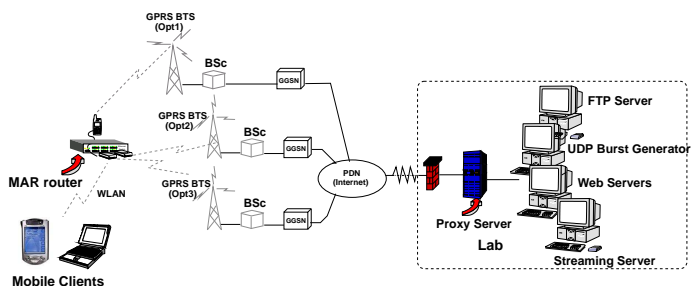 GPRS BTS
(Opt1)
BSc
GGSN
GPRS BTS
(Opt2)
BSc
GGSN
MAR router
WLAN
GPRS BTS
(Opt3)
BSc
GGSN
Mobile Clients
PDN
(Internet)
Proxy Server
Lab
FTP Server
UDP Burst Generator
Web Servers
Streaming Server